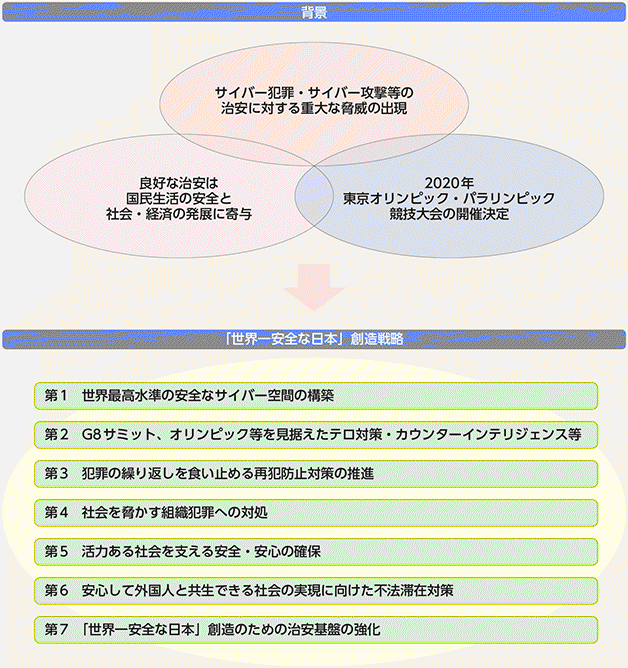 背景
サイバー犯罪・サイバー攻撃等の
治安に対する重大な脅威の出現
良好な治安は
国民生活の安全と
社会・経済の発展に寄与
2020年
東京オリンピック・パラリンピック
競技大会の開催決定
「世界一安全な日本」創造戦略
第1 世界最高水準の安全なサイバー空間の構築
第2 G8サミット、オリンピック等を見据えたテロ対策・カウンターインテリジェンス等
第3 犯罪の繰り返しを食い止める再犯防止対策の推進
第4 社会を脅かす組織犯罪への対処
第5 活力ある社会を支える安全・安心の確保
第6 安心して外国人と共生できる社会の実現に向けた不法滞在対策
第7 「世界一安全な日本」創造のための治安基盤の強化